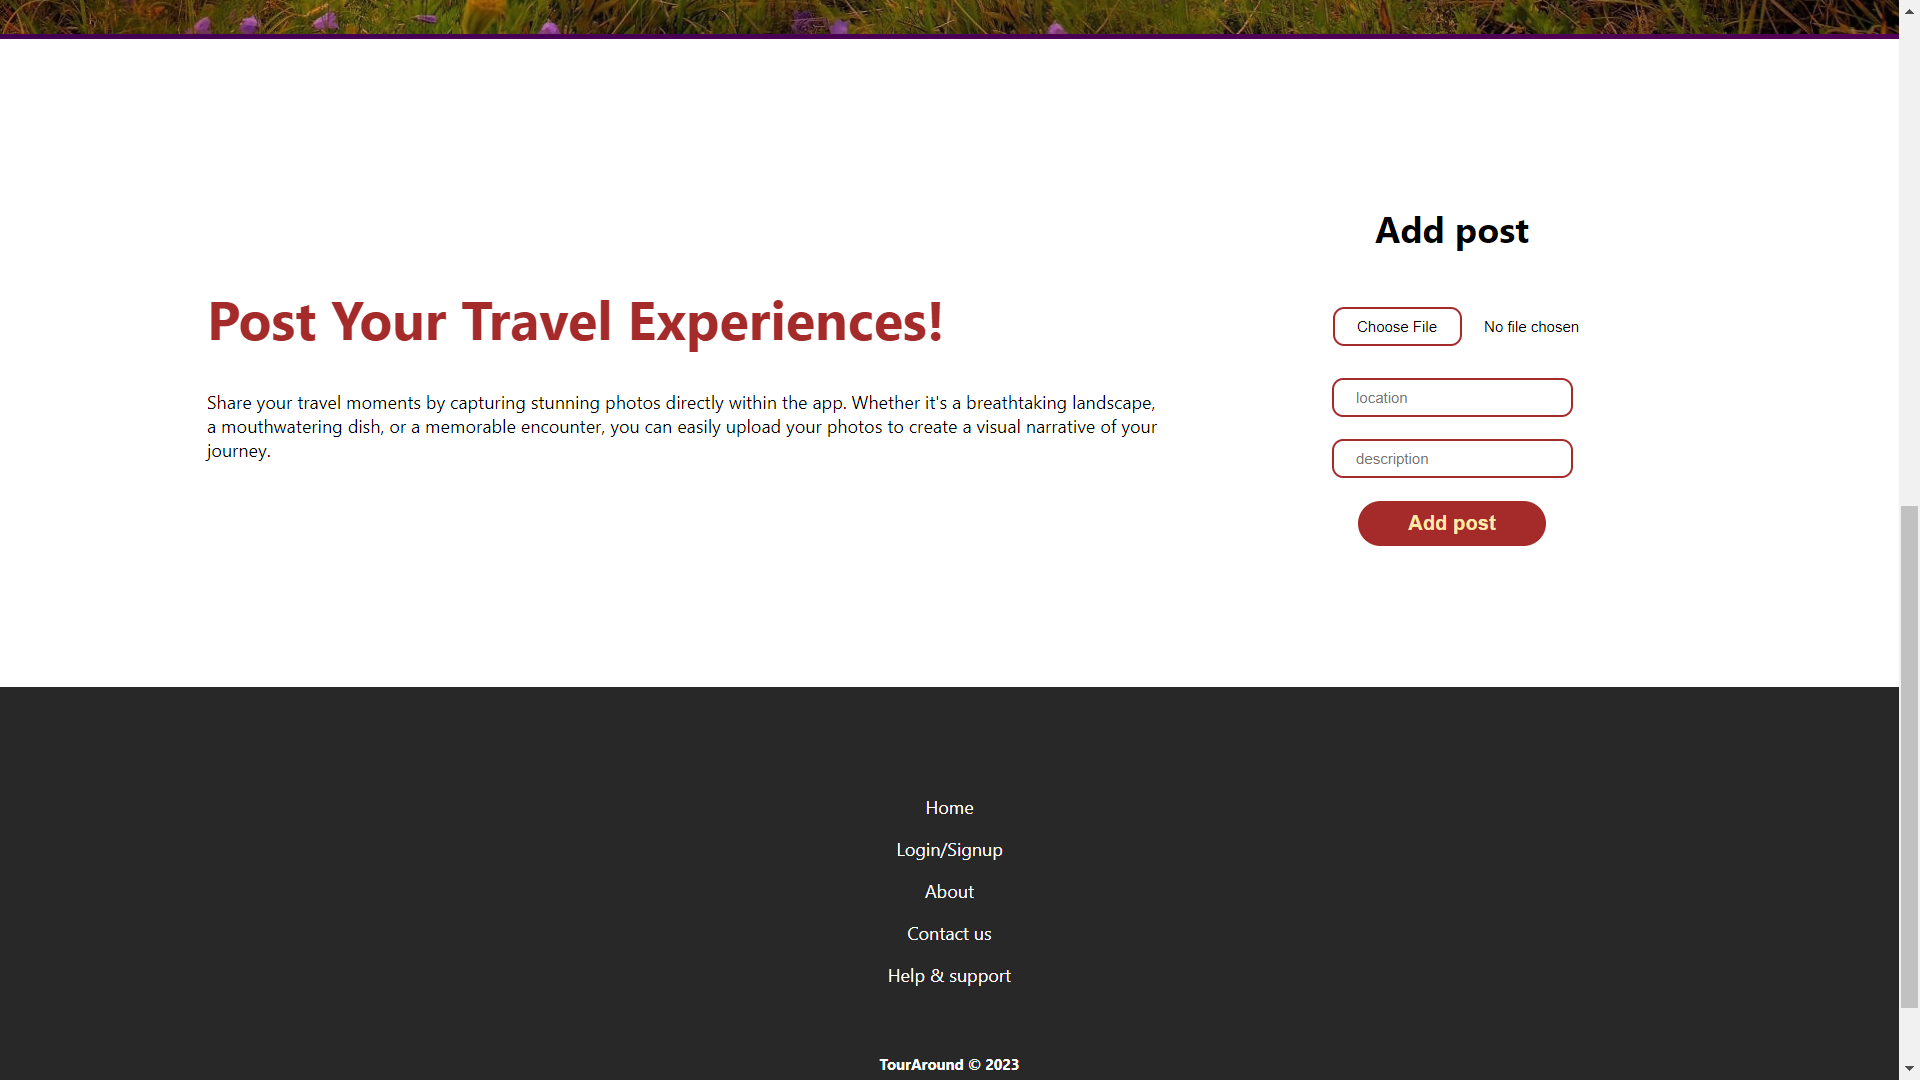 Add post
Post Your Travel Experiences!
Choose File No file chosen
Share your travel moments by capturing stunning photos directly within the app. Whether it's a breathtaking landscape,
a mouthwatering dish, or a memorable encounter, you can easily upload your photos to create a visual narrative of your
journey.
location
description
Add post
Home
Login/Signup
About
Contact us
Help & support
TourAround © 2023